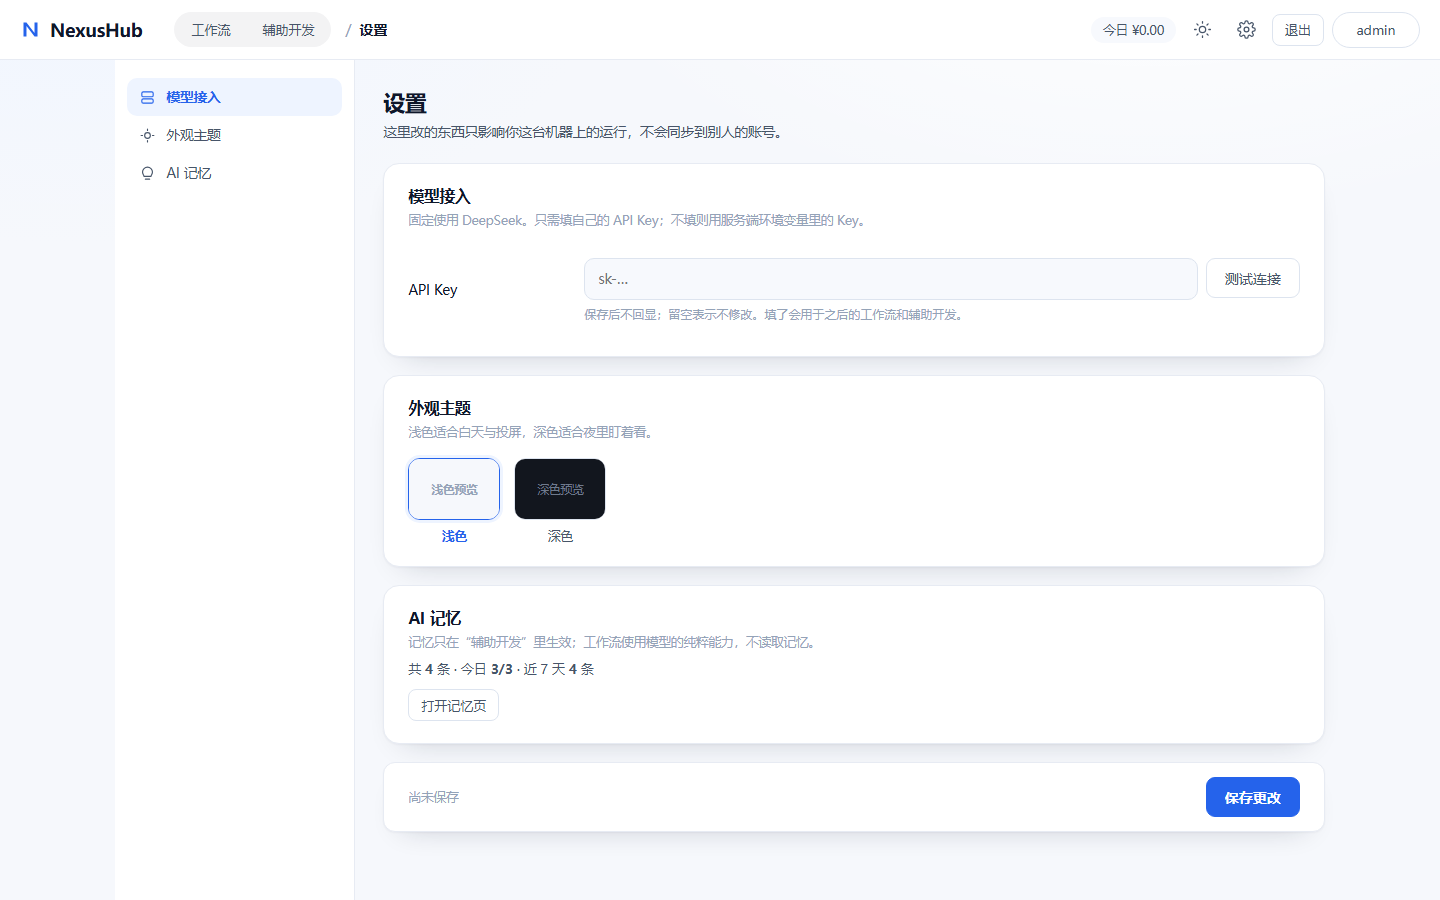 NexusHub 工作流 辅助开发 / 设置 今日 ¥0.00 退出 admin
模型接入
外观主题
AI 记忆
设置
这里改的东西只影响你这台机器上的运行，不会同步到别人的账号。
模型接入
固定使用 DeepSeek。只需填自己的 API Key；不填则用服务端环境变量里的 Key。
API Key
sk-...
测试连接
保存后不回显；留空表示不修改。填了会用于之后的工作流和辅助开发。
外观主题
浅色适合白天与投屏，深色适合夜里盯着看。
浅色预览 深色预览
浅色 深色
AI 记忆
记忆只在“辅助开发”里生效；工作流使用模型的纯粹能力，不读取记忆。
共 4 条 · 今日 3/3 · 近 7 天 4 条
打开记忆页
尚未保存
保存更改